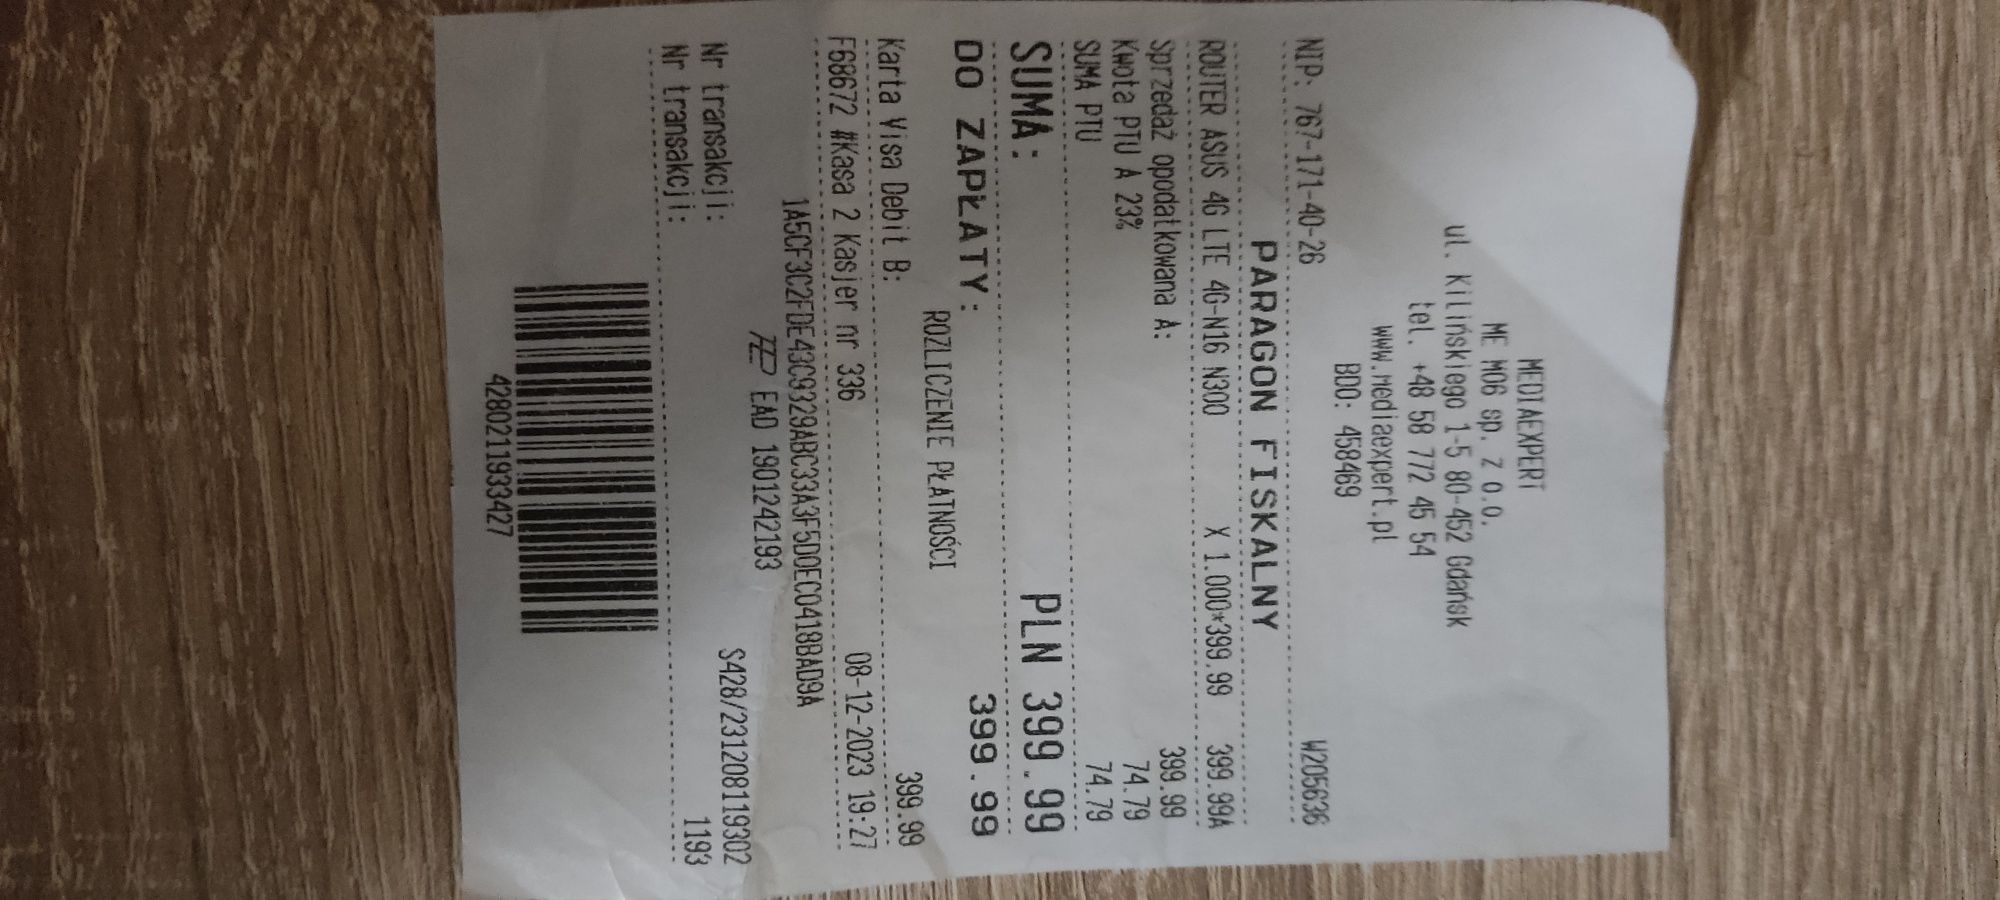 MEDIAEXPERT
ME M06 sp. z o.o.
ul. Kilińskiego 1-5 80-452 Gdańsk
tel. +48 58 772 45 54
www.mediaexpert.pl
BDO: 458469
NIP: 767-171-40-26 W205636
PARAGON FISKALNY
ROUTER ASUS 4G LTE 4G-N16 N300 X 1.000*399.99 399.99A
Sprzedaż opodatkowana A: 399.99
Kwota PTU A 23% 74.79
SUMA PTU 74.79
SUMA: PLN 399.99
DO ZAPŁATY: 399.99
ROZLICZENIE PŁATNOŚCI
Karta Visa Debit B: 399.99
F68672 #Kasa 2 Kasjer nr 336 08-12-2023 19:27
1A5CF3C2FDE43C9329ABC33A3F5D0EC0418BAD9A
EAD 1901242193
Nr transakcji: S428/231208119302
Nr transakcji: 1193
4280211933427